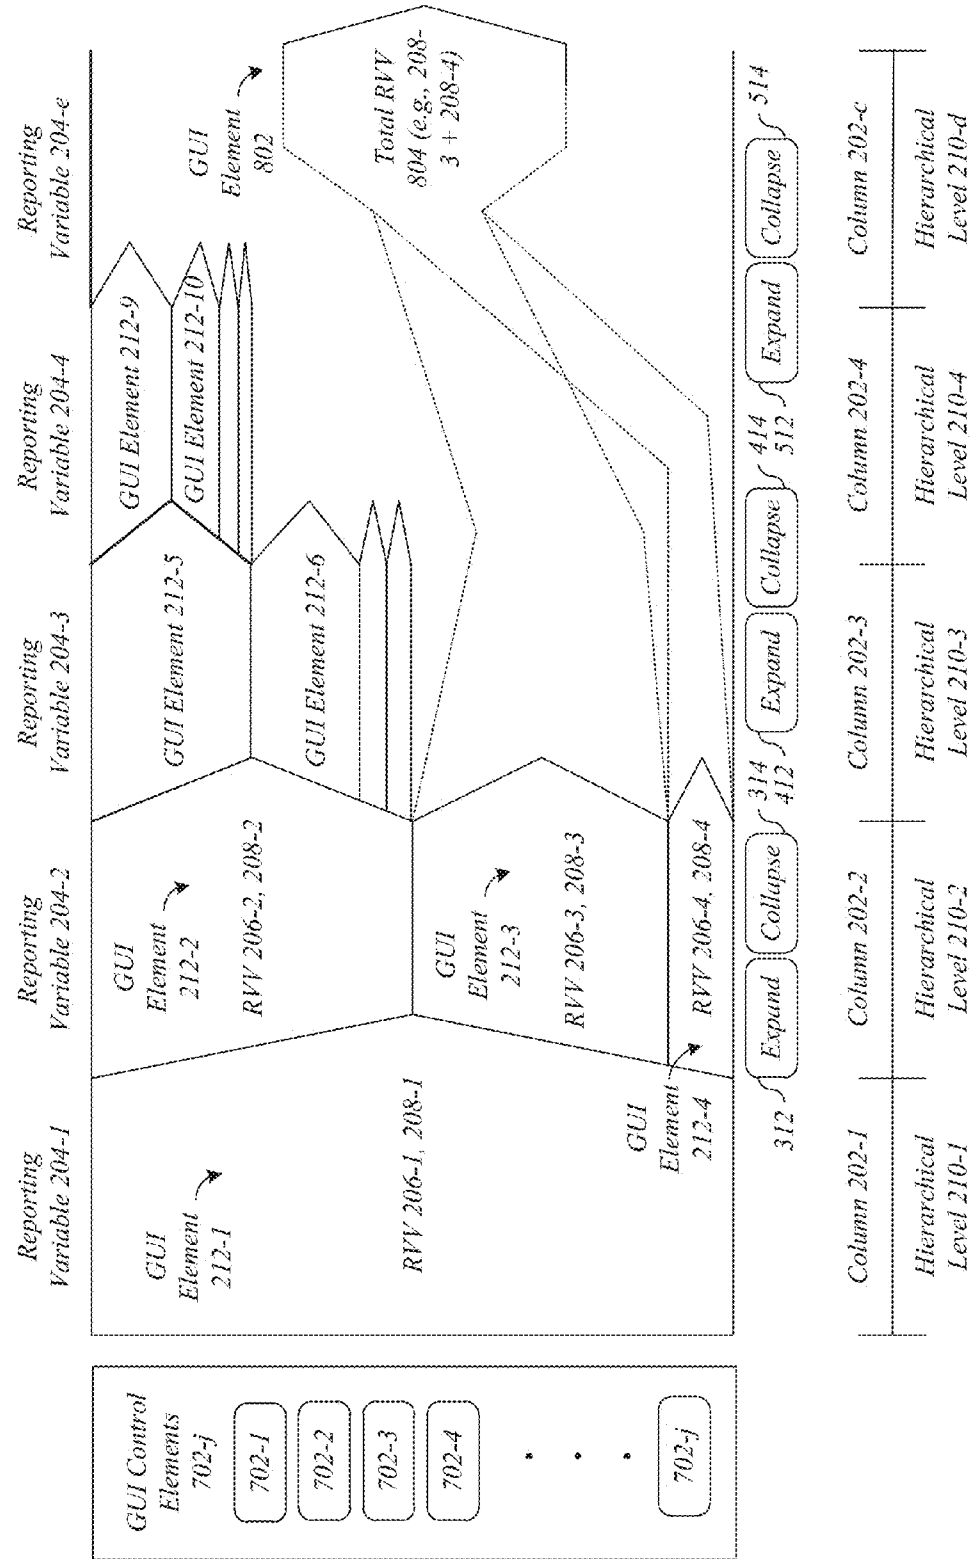 GUI Control
Elements
702-j
702-1
702-2
702-3
702-4
702-j
Reporting
Variable 204-1
Reporting
Variable 204-2
Reporting
Variable 204-3
Reporting
Variable 204-4
Reporting
Variable 204-e
GUI
Element
212-1
RVV 206-1, 208-1
GUI
Element
212-2
RVV 206-2, 208-2
GUI
Element
212-3
RVV 206-3, 208-3
GUI
Element
212-4
RVV 206-4, 208-4
GUI Element 212-5
GUI Element 212-6
GUI Element 212-9
GUI Element 212-10
GUI
Element
802
Total RVV
804 (e.g., 208-
3 + 208-4)
312
Expand
Collapse
314
412
Expand
Collapse
414
512
Expand
Collapse
514
Column 202-1
Column 202-2
Column 202-3
Column 202-4
Column 202-c
Hierarchical
Level 210-1
Hierarchical
Level 210-2
Hierarchical
Level 210-3
Hierarchical
Level 210-4
Hierarchical
Level 210-d